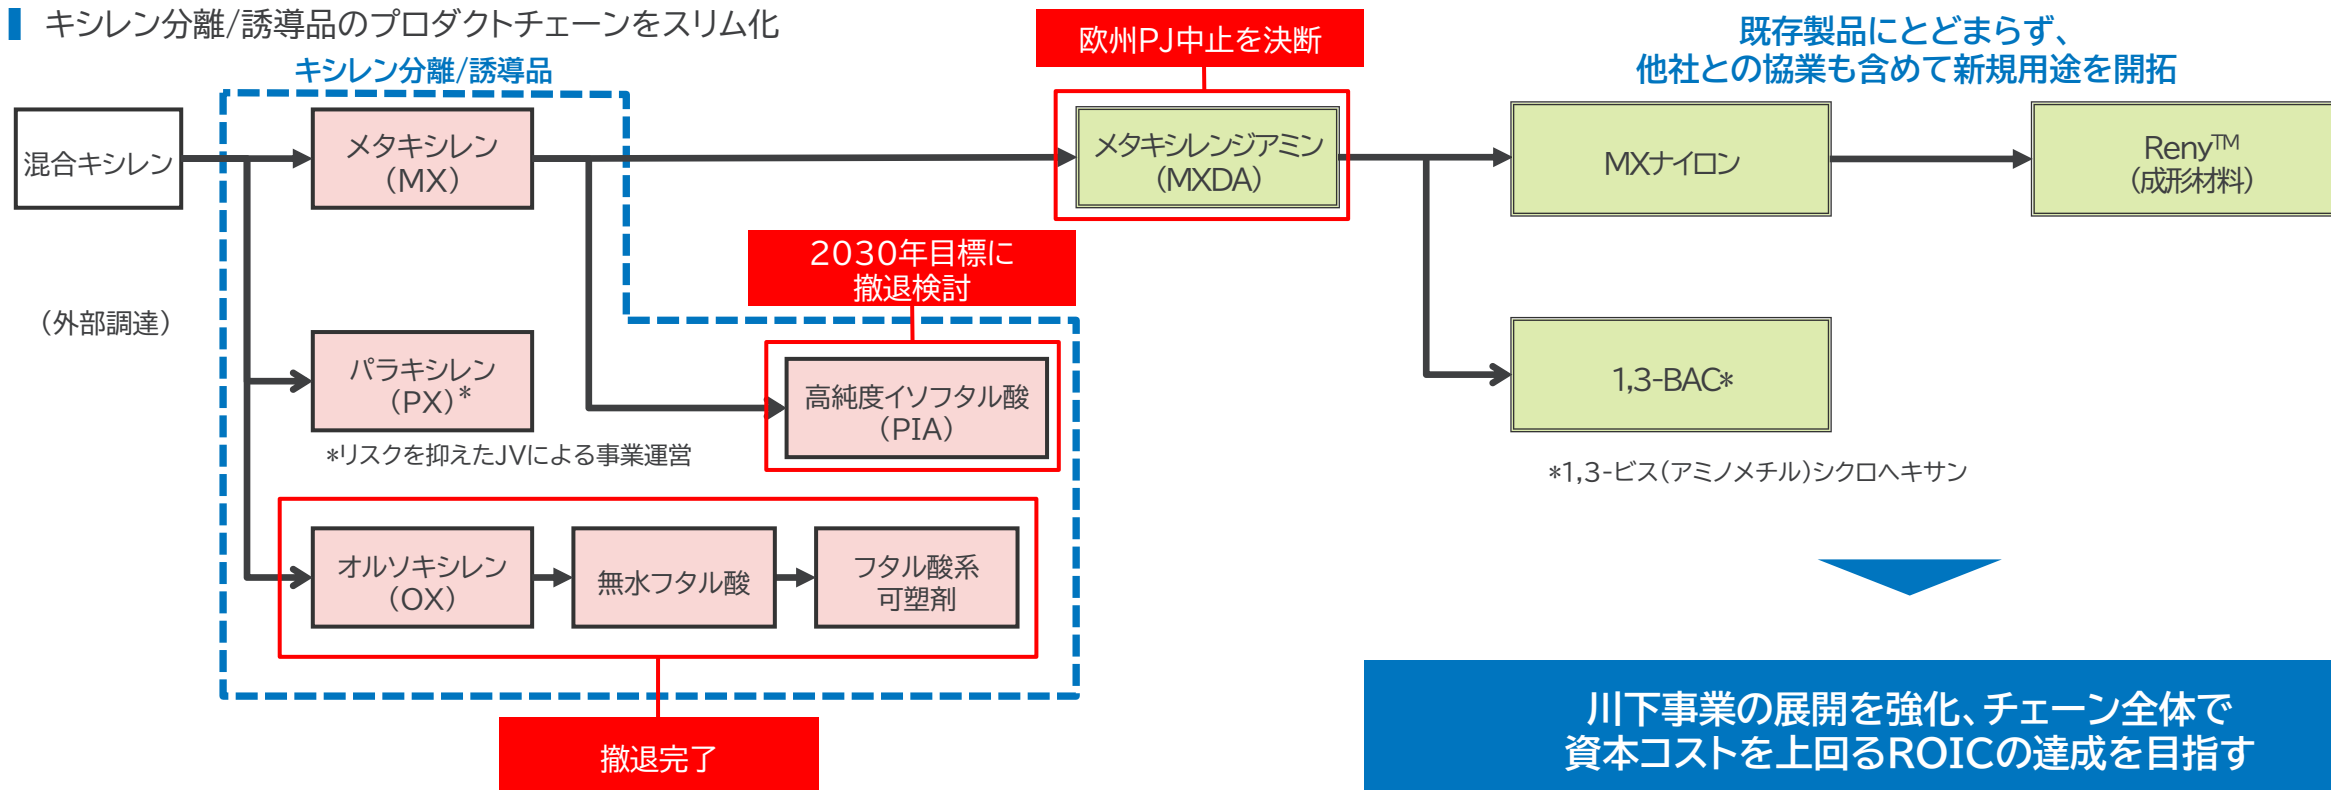 キシレン分離/誘導品のプロダクトチェーンをスリム化
欧州PJ中止を決断
既存製品にとどまらず、
他社との協業も含めて新規用途を開拓
キシレン分離/誘導品
混合キシレン
(外部調達)
メタキシレン
(MX)
メタキシレンジアミン
(MXDA)
MXナイロン
Reny™
(成形材料)
2030年目標に
撤退検討
パラキシレン
(PX)*
*リスクを抑えたJVによる事業運営
高純度イソフタル酸
(PIA)
1,3-BAC*
*1,3-ビス(アミノメチル)シクロヘキサン
オルソキシレン
(OX)
無水フタル酸
フタル酸系
可塑剤
撤退完了
川下事業の展開を強化、チェーン全体で
資本コストを上回るROICの達成を目指す